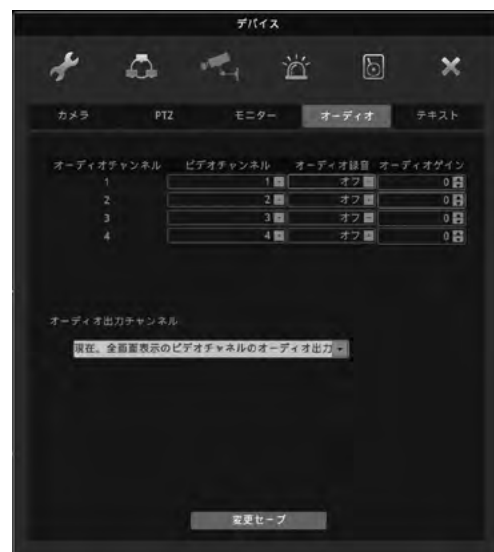 デバイス
カメラ PTZ モニター オーディオ テキスト
オーディオチャンネル ビデオチャンネル オーディオ録音 オーディオゲイン
1 1 オフ 0
2 2 オフ 0
3 3 オフ 0
4 4 オフ 0
オーディオ出力チャンネル
現在、全画面表示のビデオチャネルのオーディオ出力
変更セーブ